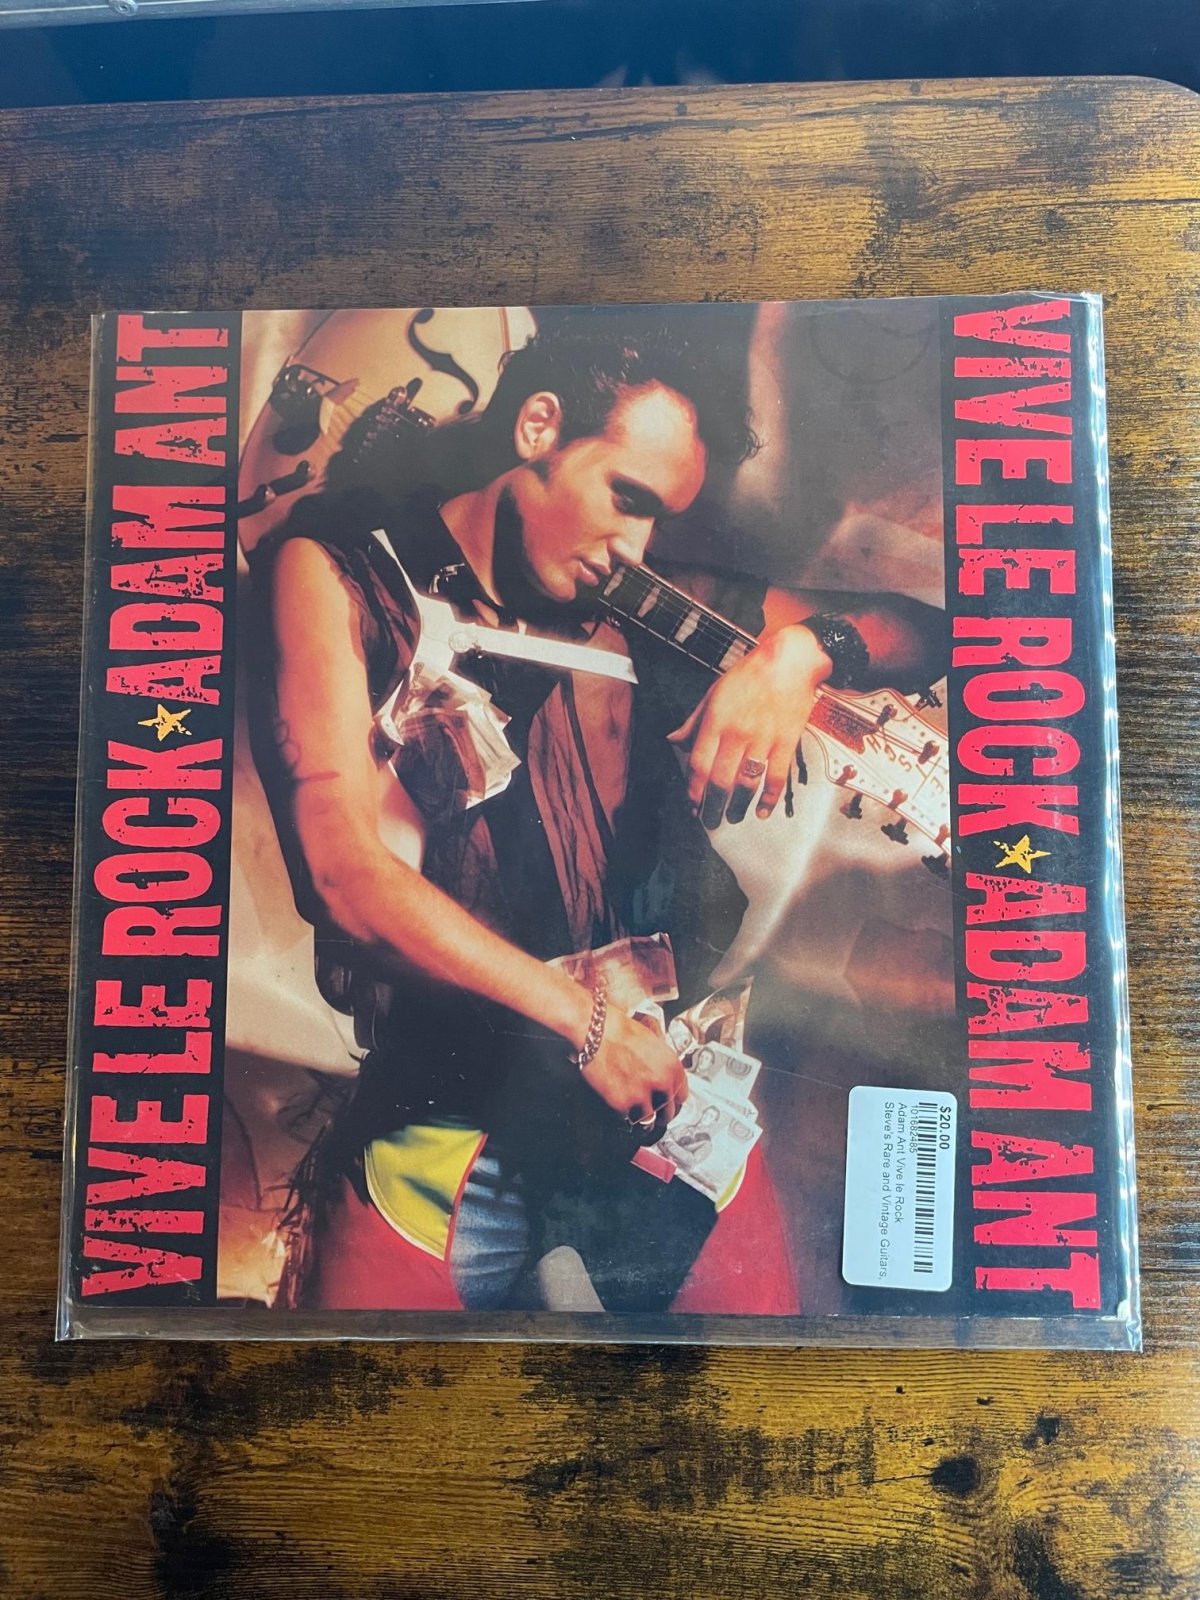 VIVE LE ROCK★ADAM ANT
VIVE LE ROCK★ADAM ANT
$20.00
101682485
Adam Ant Vive le Rock
Steve's Rare and Vintage Guitars,